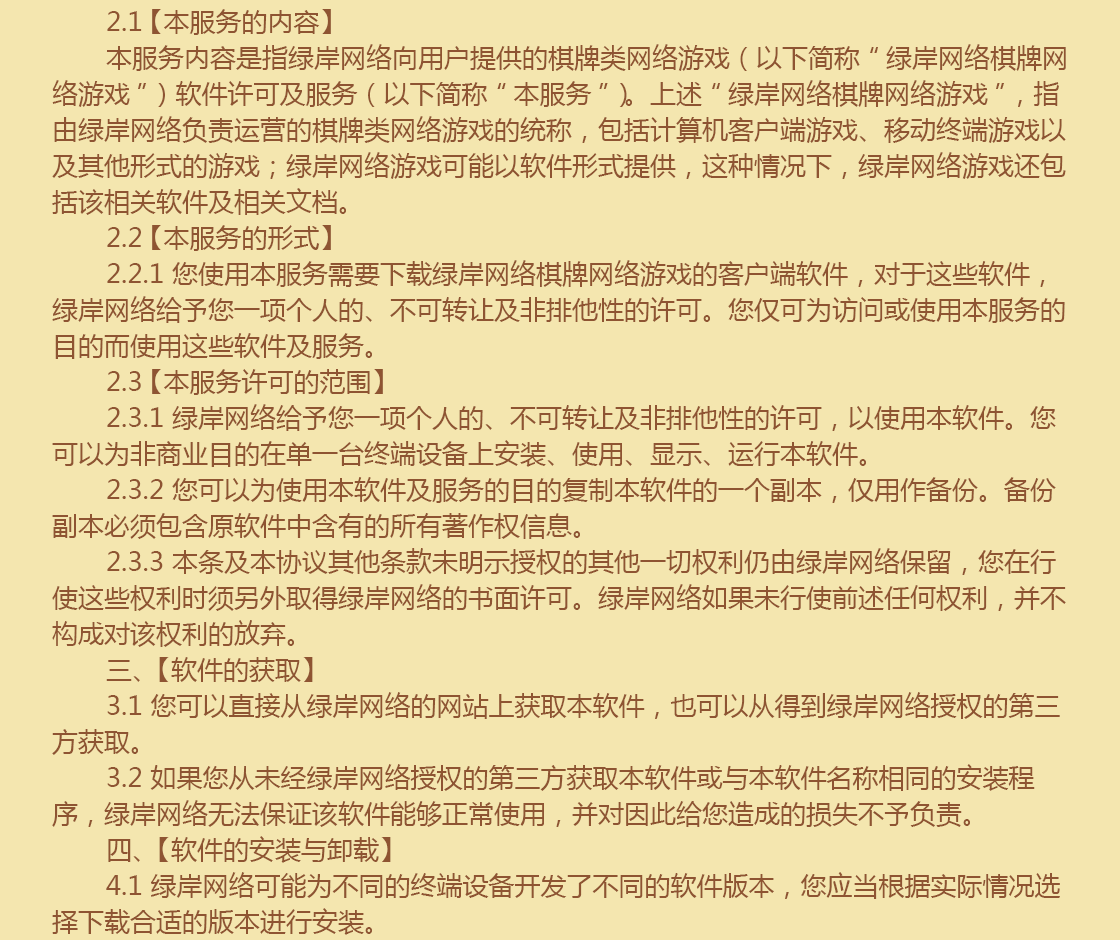 2.1【本服务的内容】
本服务内容是指绿岸网络向用户提供的棋牌类网络游戏（以下简称＂绿岸网络棋牌网
络游戏＂）软件许可及服务（以下简称＂本服务＂）。上述＂绿岸网络棋牌网络游戏＂，指
由绿岸网络负责运营的棋牌类网络游戏的统称，包括计算机客户端游戏、移动终端游戏以
及其他形式的游戏；绿岸网络游戏可能以软件形式提供，这种情况下，绿岸网络游戏还包
括该相关软件及相关文档。
2.2【本服务的形式】
2.2.1 您使用本服务需要下载绿岸网络棋牌网络游戏的客户端软件，对于这些软件，
绿岸网络给予您一项个人的、不可转让及非排他性的许可。您仅可为访问或使用本服务的
目的而使用这些软件及服务。
2.3【本服务许可的范围】
2.3.1 绿岸网络给予您一项个人的、不可转让及非排他性的许可，以使用本软件。您
可以为非商业目的在单一台终端设备上安装、使用、显示、运行本软件。
2.3.2 您可以为使用本软件及服务的目的复制本软件的一个副本，仅用作备份。备份
副本必须包含原软件中含有的所有著作权信息。
2.3.3 本条及本协议其他条款未明示授权的其他一切权利仍由绿岸网络保留，您在行
使这些权利时须另外取得绿岸网络的书面许可。绿岸网络如果未行使前述任何权利，并不
构成对该权利的放弃。
三、【软件的获取】
3.1 您可以直接从绿岸网络的网站上获取本软件，也可以从得到绿岸网络授权的第三
方获取。
3.2 如果您从未经绿岸网络授权的第三方获取本软件或与本软件名称相同的安装程
序，绿岸网络无法保证该软件能够正常使用，并对因此给您造成的损失不予负责。
四、【软件的安装与卸载】
4.1 绿岸网络可能为不同的终端设备开发了不同的软件版本，您应当根据实际情况选
择下载合适的版本进行安装。